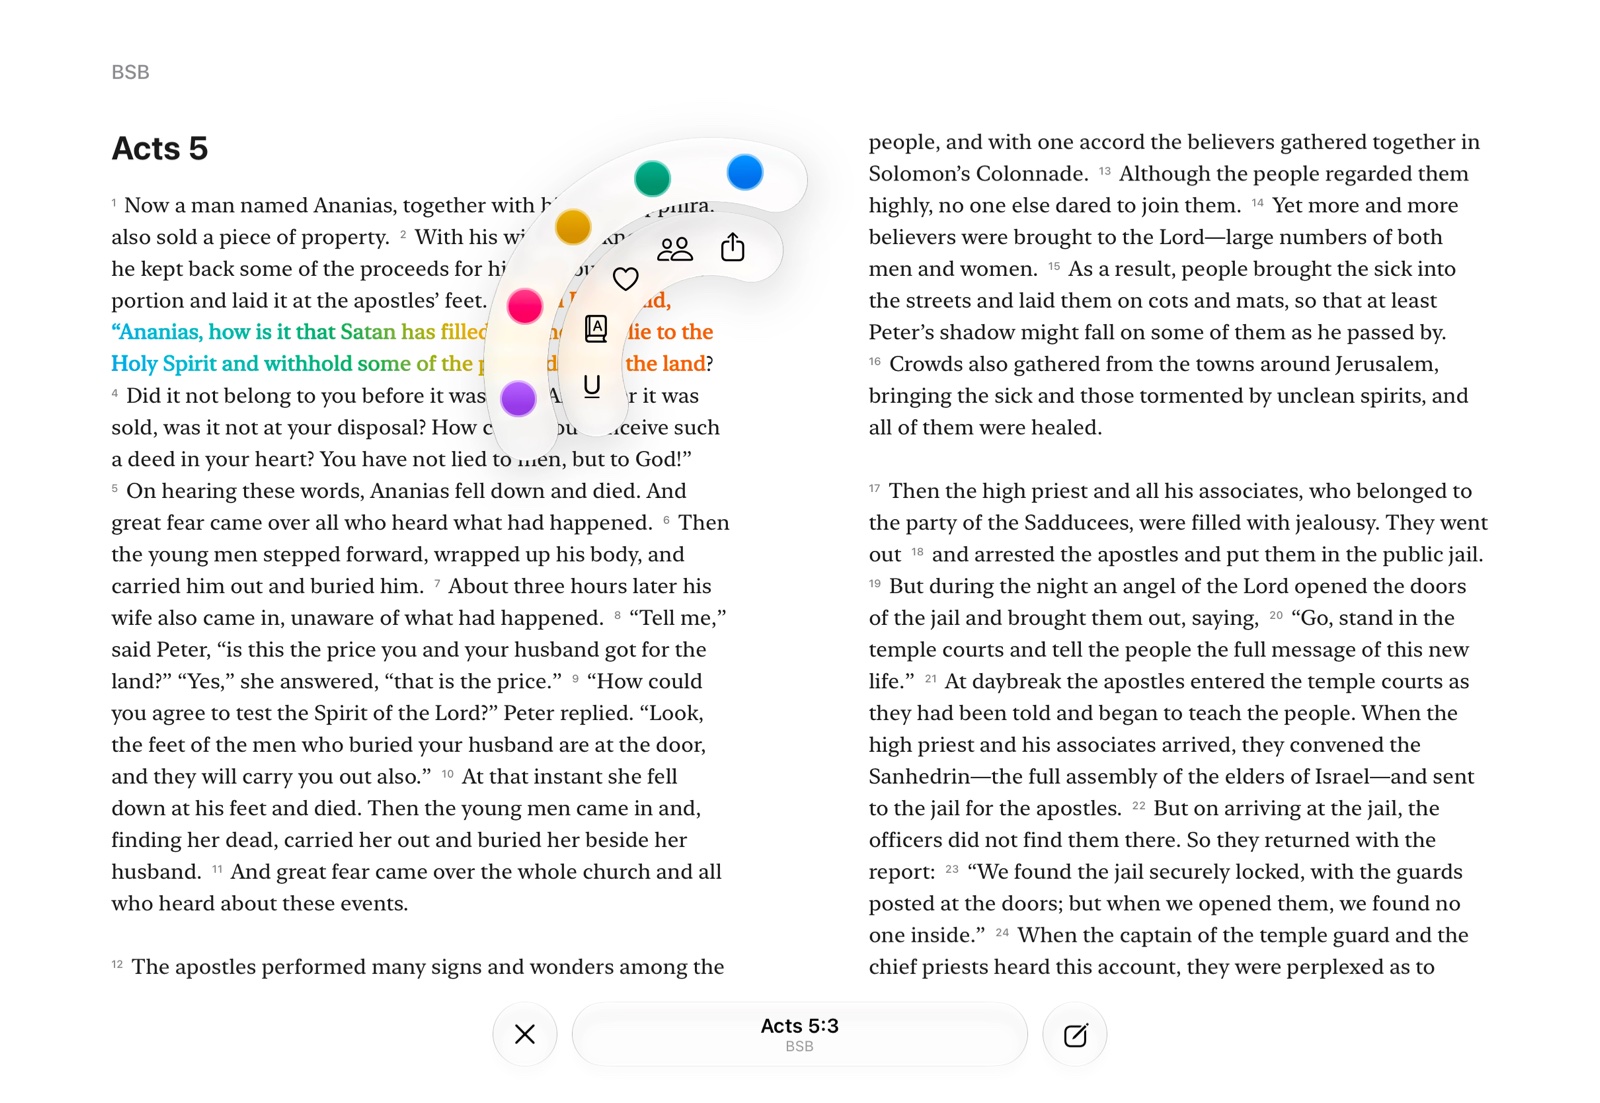 BSB
Acts 5
1 Now a man named Ananias, together with
also sold a piece of property. 2 With his
he kept back some of the proceeds for
portion and laid it at the apostles’ feet.
“Ananias, how is it that Satan has filled lie to the
Holy Spirit and withhold some of the the land?
4 Did it not belong to you before it was it was
sold, was it not at your disposal? How such
a deed in your heart? You have not lied to men, but to God!”
5 On hearing these words, Ananias fell down and died. And
great fear came over all who heard what had happened. 6 Then
the young men stepped forward, wrapped up his body, and
carried him out and buried him. 7 About three hours later his
wife also came in, unaware of what had happened. 8 “Tell me,”
said Peter, “is this the price you and your husband got for the
land?” “Yes,” she answered, “that is the price.” 9 “How could
you agree to test the Spirit of the Lord?” Peter replied. “Look,
the feet of the men who buried your husband are at the door,
and they will carry you out also.” 10 At that instant she fell
down at his feet and died. Then the young men came in and,
finding her dead, carried her out and buried her beside her
husband. 11 And great fear came over the whole church and all
who heard about these events.
12 The apostles performed many signs and wonders among the
people, and with one accord the believers gathered together in
Solomon’s Colonnade. 13 Although the people regarded them
highly, no one else dared to join them. 14 Yet more and more
believers were brought to the Lord—large numbers of both
men and women. 15 As a result, people brought the sick into
the streets and laid them on cots and mats, so that at least
Peter’s shadow might fall on some of them as he passed by.
16 Crowds also gathered from the towns around Jerusalem,
bringing the sick and those tormented by unclean spirits, and
all of them were healed.
17 Then the high priest and all his associates, who belonged to
the party of the Sadducees, were filled with jealousy. They went
out 18 and arrested the apostles and put them in the public jail.
19 But during the night an angel of the Lord opened the doors
of the jail and brought them out, saying, 20 “Go, stand in the
temple courts and tell the people the full message of this new
life.” 21 At daybreak the apostles entered the temple courts as
they had been told and began to teach the people. When the
high priest and his associates arrived, they convened the
Sanhedrin—the full assembly of the elders of Israel—and sent
to the jail for the apostles. 22 But on arriving at the jail, the
officers did not find them there. So they returned with the
report: 23 “We found the jail securely locked, with the guards
posted at the doors; but when we opened them, we found no
one inside.” 24 When the captain of the temple guard and the
chief priests heard this account, they were perplexed as to
Acts 5:3
BSB